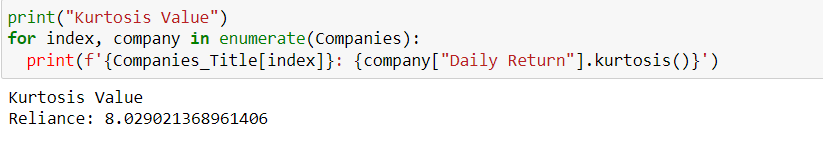 print("Kurtosis Value")
for index, company in enumerate(Companies):
  print(f'{Companies_Title[index]}: {company["Daily Return"].kurtosis()}')
Kurtosis Value
Reliance: 8.029021368961406